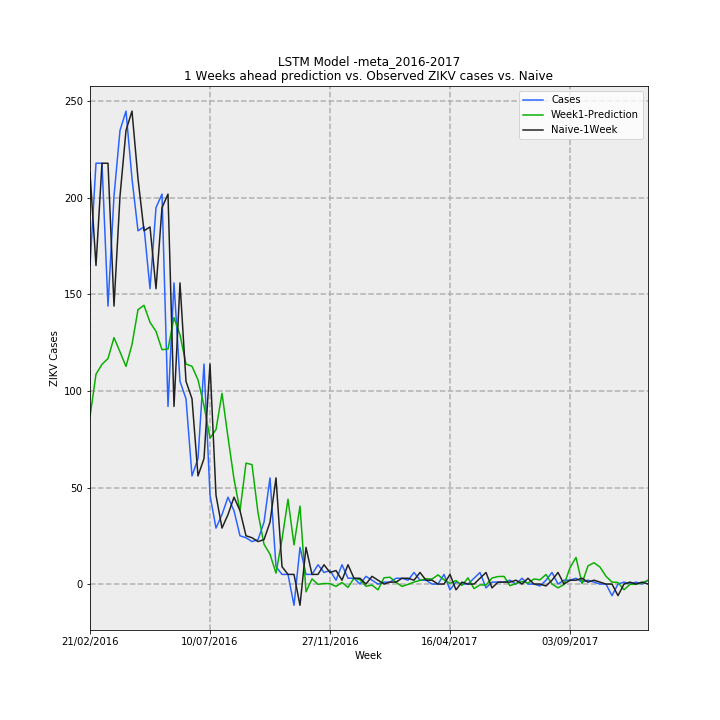 LSTM Model -meta_2016-2017
1 Weeks ahead prediction vs. Observed ZIKV cases vs. Naive
Cases
Week1-Prediction
Naive-1Week
250
200
150
100
50
0
ZIKV Cases
21/02/2016 10/07/2016 27/11/2016 16/04/2017 03/09/2017
Week